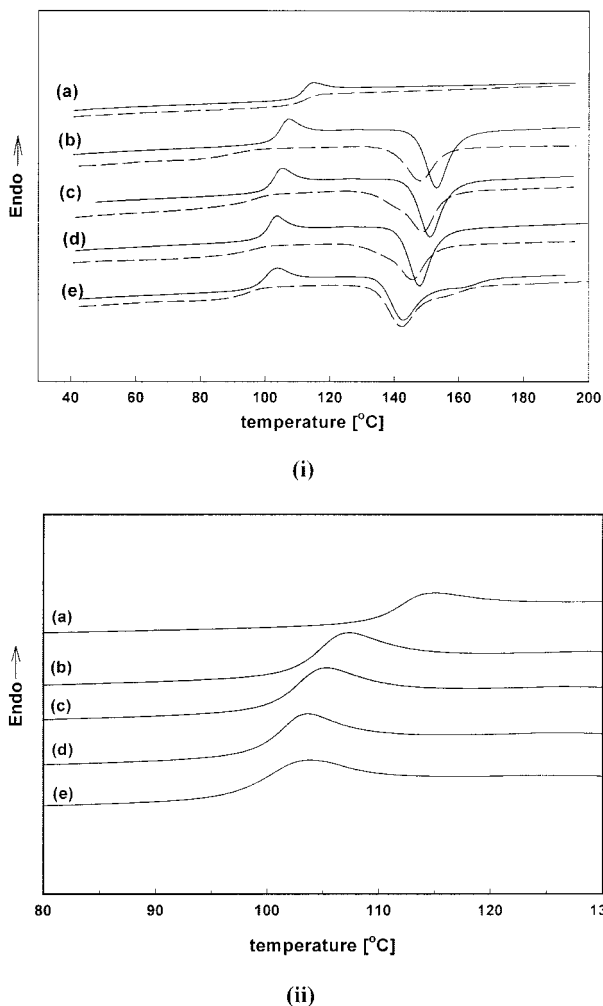 (a)
(b)
(c)
(d)
(e)
Endo
40 60 80 100 120 140 160 180 200
temperature [°C]
(i)
(a)
(b)
(c)
(d)
(e)
Endo
80 90 100 110 120 13
temperature [°C]
(ii)